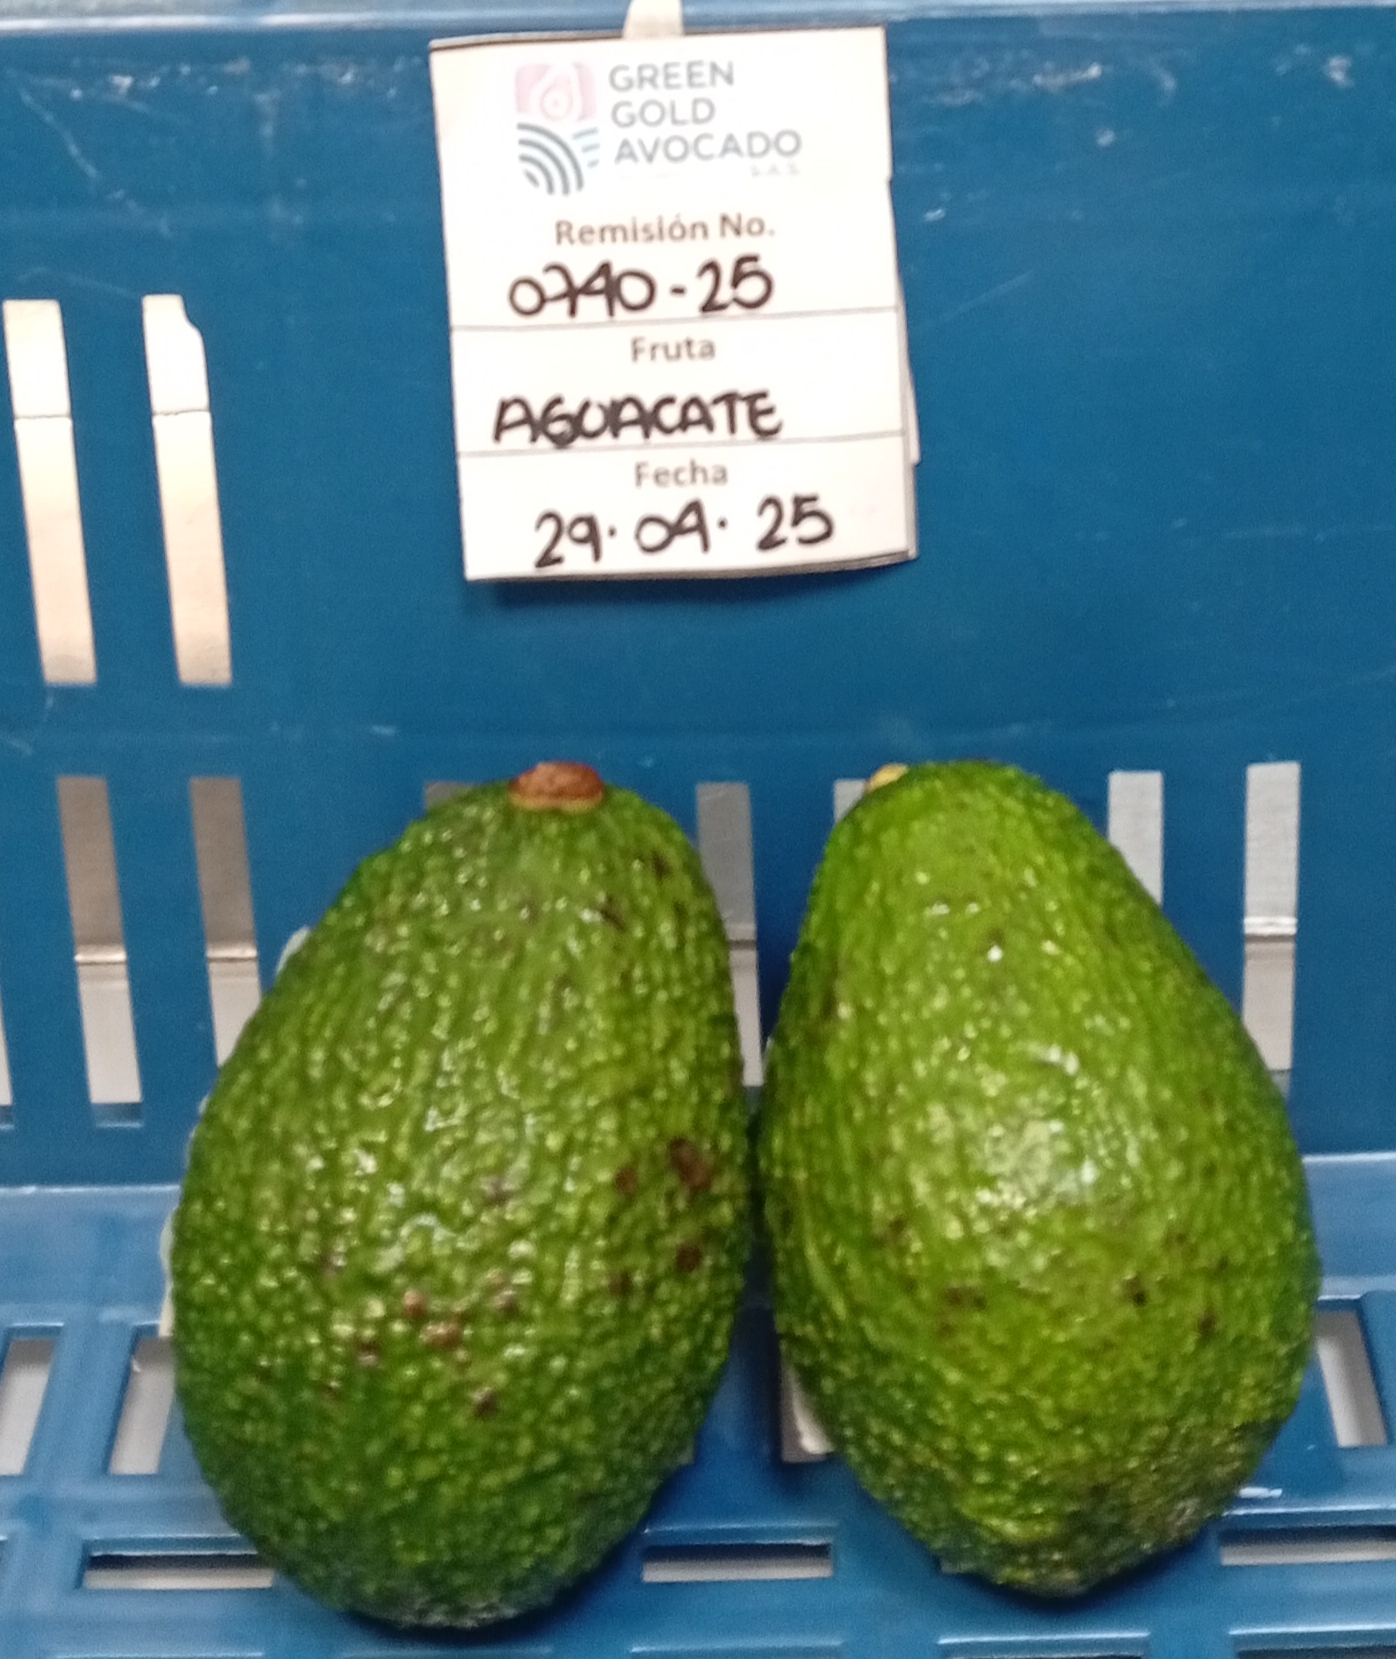 GREEN
GOLD
AVOCADO
S.A.S
Remisión No.
0740-25
Fruta
AGUACATE
Fecha
29·04·25